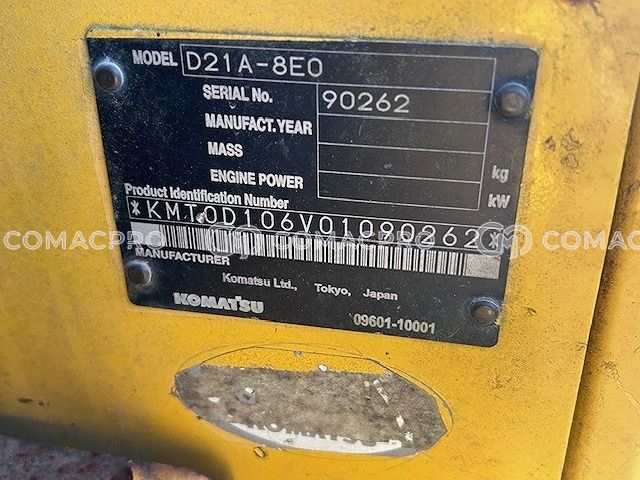 MODEL D21A-8E0
SERIAL No. 90262
MANUFACT.YEAR
MASS kg
ENGINE POWER kW
Product Identification Number
*KMT0D106V01090262*
COMACPRO COMACPRO COMAC
MANUFACTURER
Komatsu Ltd., Tokyo, Japan
KOMATSU
09601-10001